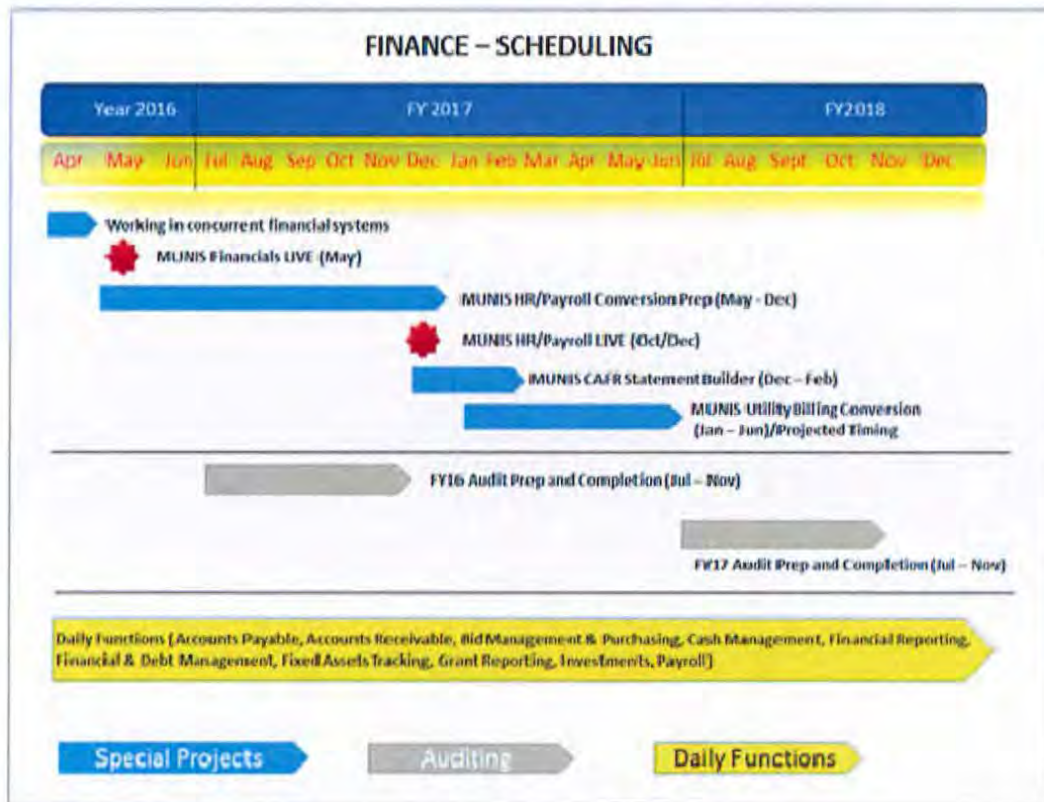 FINANCE – SCHEDULING
Year 2016 FY 2017 FY2018
Apr May Jun Jul Aug Sep Oct Nov Dec Jan Feb Mar Apr May Jun Jul Aug Sept Oct Nov Dec
Working in concurrent financial systems
MUNIS Financials LIVE (May)
MUNIS HR/Payroll Conversion Prep (May - Dec)
MUNIS HR/Payroll LIVE (Oct/Dec)
MUNIS CAFR Statement Builder (Dec – Feb)
MUNIS Utility Billing Conversion
(Jan – Jun)/Projected Timing
FY16 Audit Prep and Completion (Jul – Nov)
FY17 Audit Prep and Completion (Jul – Nov)
Daily Functions (Accounts Payable, Accounts Receivable, Bid Management & Purchasing, Cash Management, Financial Reporting,
Financial & Debt Management, Fixed Assets Tracking, Grant Reporting, Investments, Payroll)
Special Projects Auditing Daily Functions